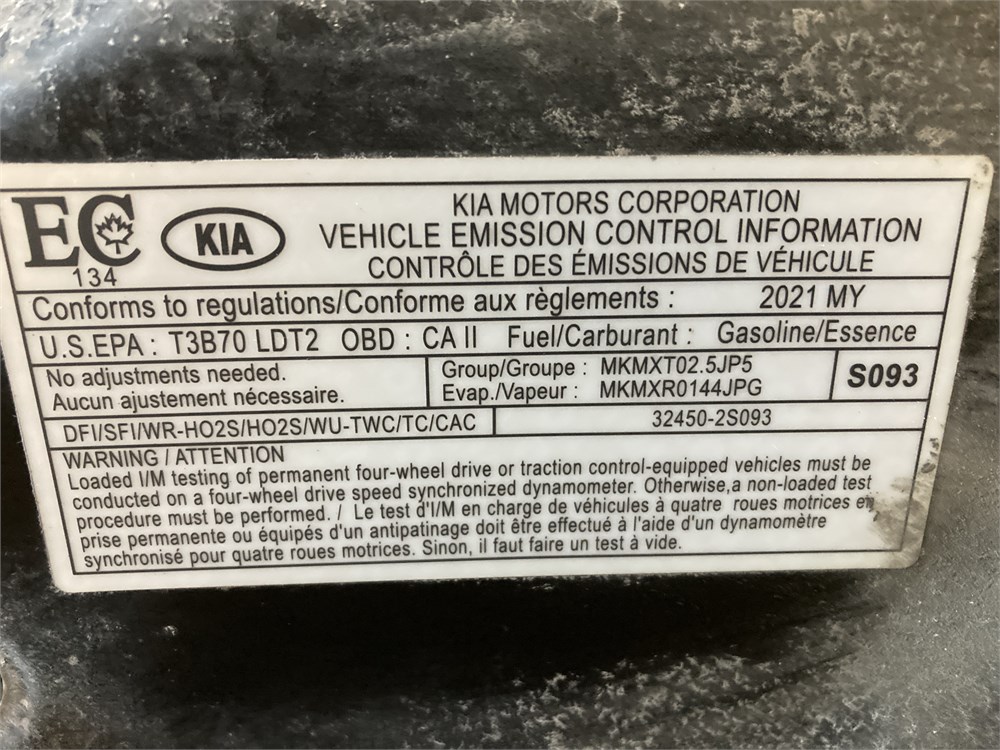 EC
134
KIA
KIA MOTORS CORPORATION
VEHICLE EMISSION CONTROL INFORMATION
CONTRÔLE DES ÉMISSIONS DE VÉHICULE
Conforms to regulations/Conforme aux règlements : 2021 MY
U.S.EPA : T3B70 LDT2 OBD : CA II Fuel/Carburant : Gasoline/Essence
No adjustments needed.
Aucun ajustement nécessaire.
Group/Groupe : MKMXT02.5JP5
Evap./Vapeur : MKMXR0144JPG
S093
DFI/SFI/WR-HO2S/HO2S/WU-TWC/TC/CAC
32450-2S093
WARNING / ATTENTION
Loaded I/M testing of permanent four-wheel drive or traction control-equipped vehicles must be
conducted on a four-wheel drive speed synchronized dynamometer. Otherwise,a non-loaded test
procedure must be performed. / Le test d'I/M en charge de véhicules à quatre roues motrices en
prise permanente ou équipés d'un antipatinage doit être effectué à l'aide d'un dynamomètre
synchronisé pour quatre roues motrices. Sinon, il faut faire un test à vide.